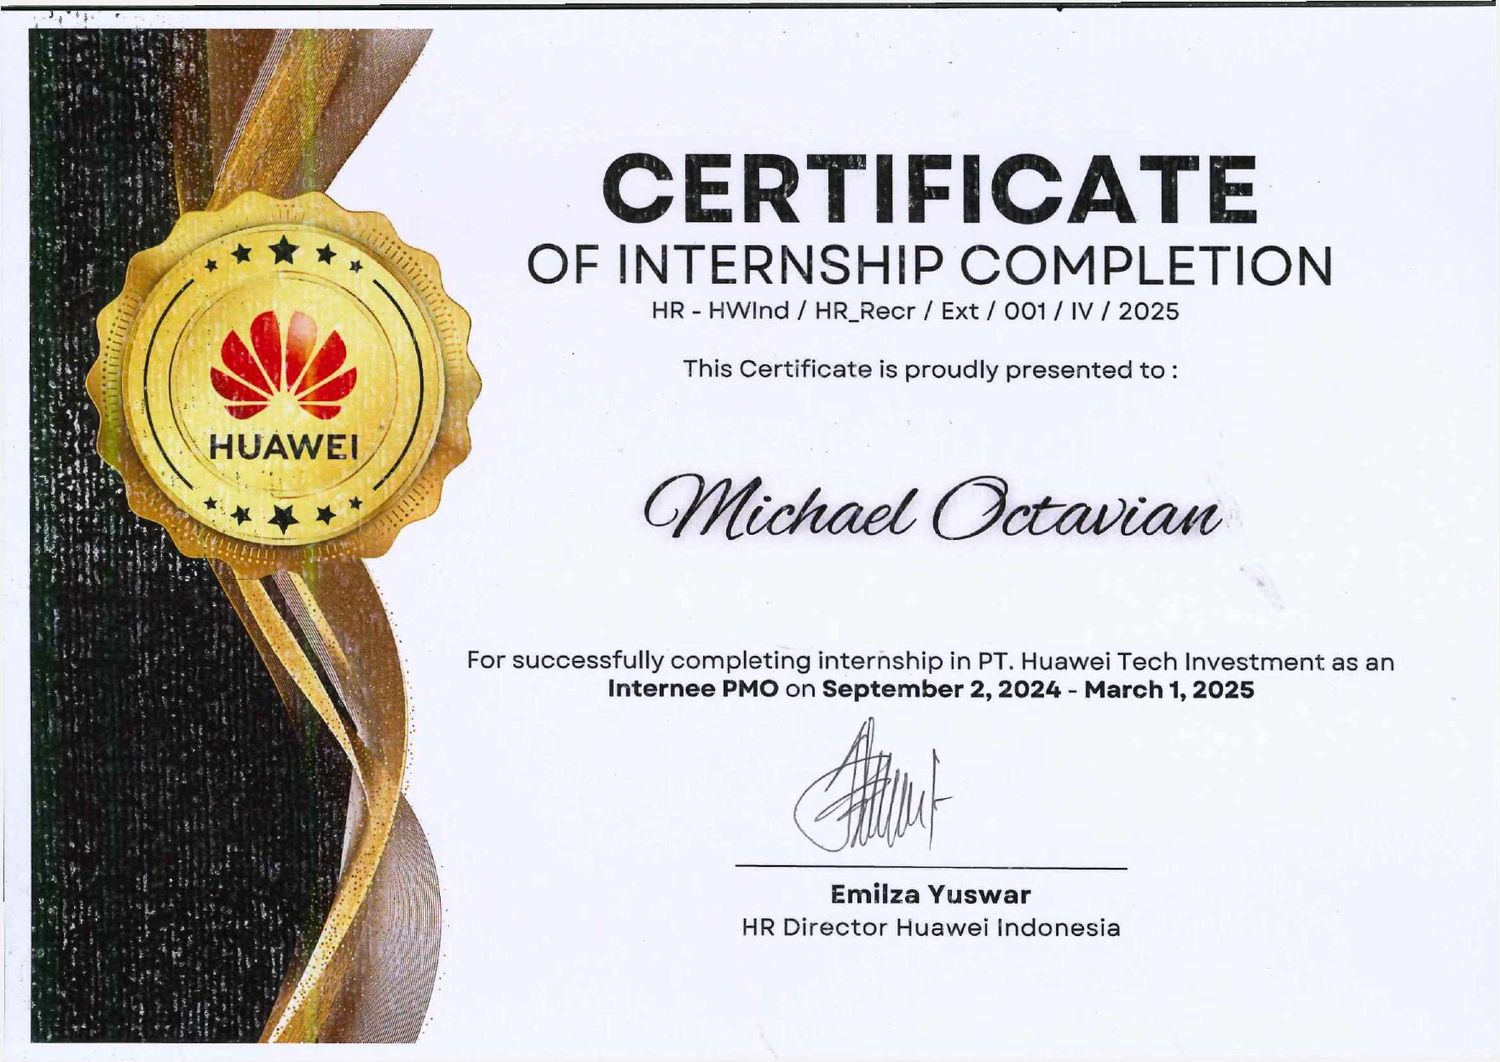 CERTIFICATE
OF INTERNSHIP COMPLETION
HR - HWInd / HR_Recr / Ext / 001 / IV / 2025
This Certificate is proudly presented to :
HUAWEI
Michael Octavian
For successfully completing internship in PT. Huawei Tech Investment as an
Internee PMO on September 2, 2024 - March 1, 2025
Emilza Yuswar
HR Director Huawei Indonesia